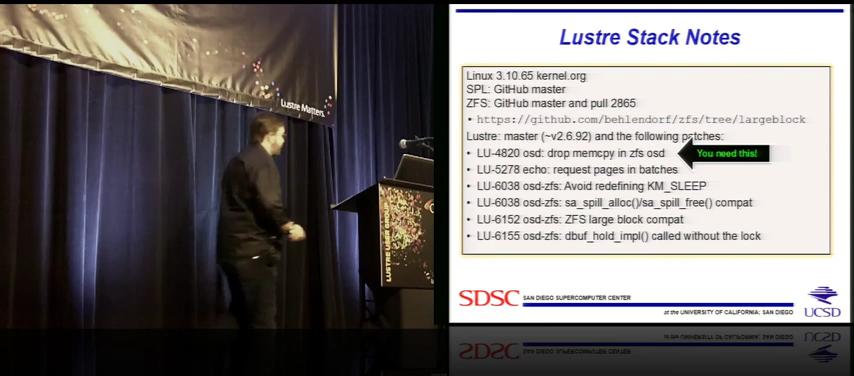 Lustre Matters.
LUSTRE USER GROUP
Lustre Stack Notes
Linux 3.10.65 kernel.org
SPL: GitHub master
ZFS: GitHub master and pull 2865
• https://github.com/behlendorf/zfs/tree/largeblock
Lustre: master (~v2.6.92) and the following patches:
• LU-4820 osd: drop memcpy in zfs osd
You need this!
• LU-5278 echo: request pages in batches
• LU-6038 osd-zfs: Avoid redefining KM_SLEEP
• LU-6038 osd-zfs: sa_spill_alloc()/sa_spill_free() compat
• LU-6152 osd-zfs: ZFS large block compat
• LU-6155 osd-zfs: dbuf_hold_impl() called without the lock
SDSC SAN DIEGO SUPERCOMPUTER CENTER
at the UNIVERSITY OF CALIFORNIA; SAN DIEGO
UCSD